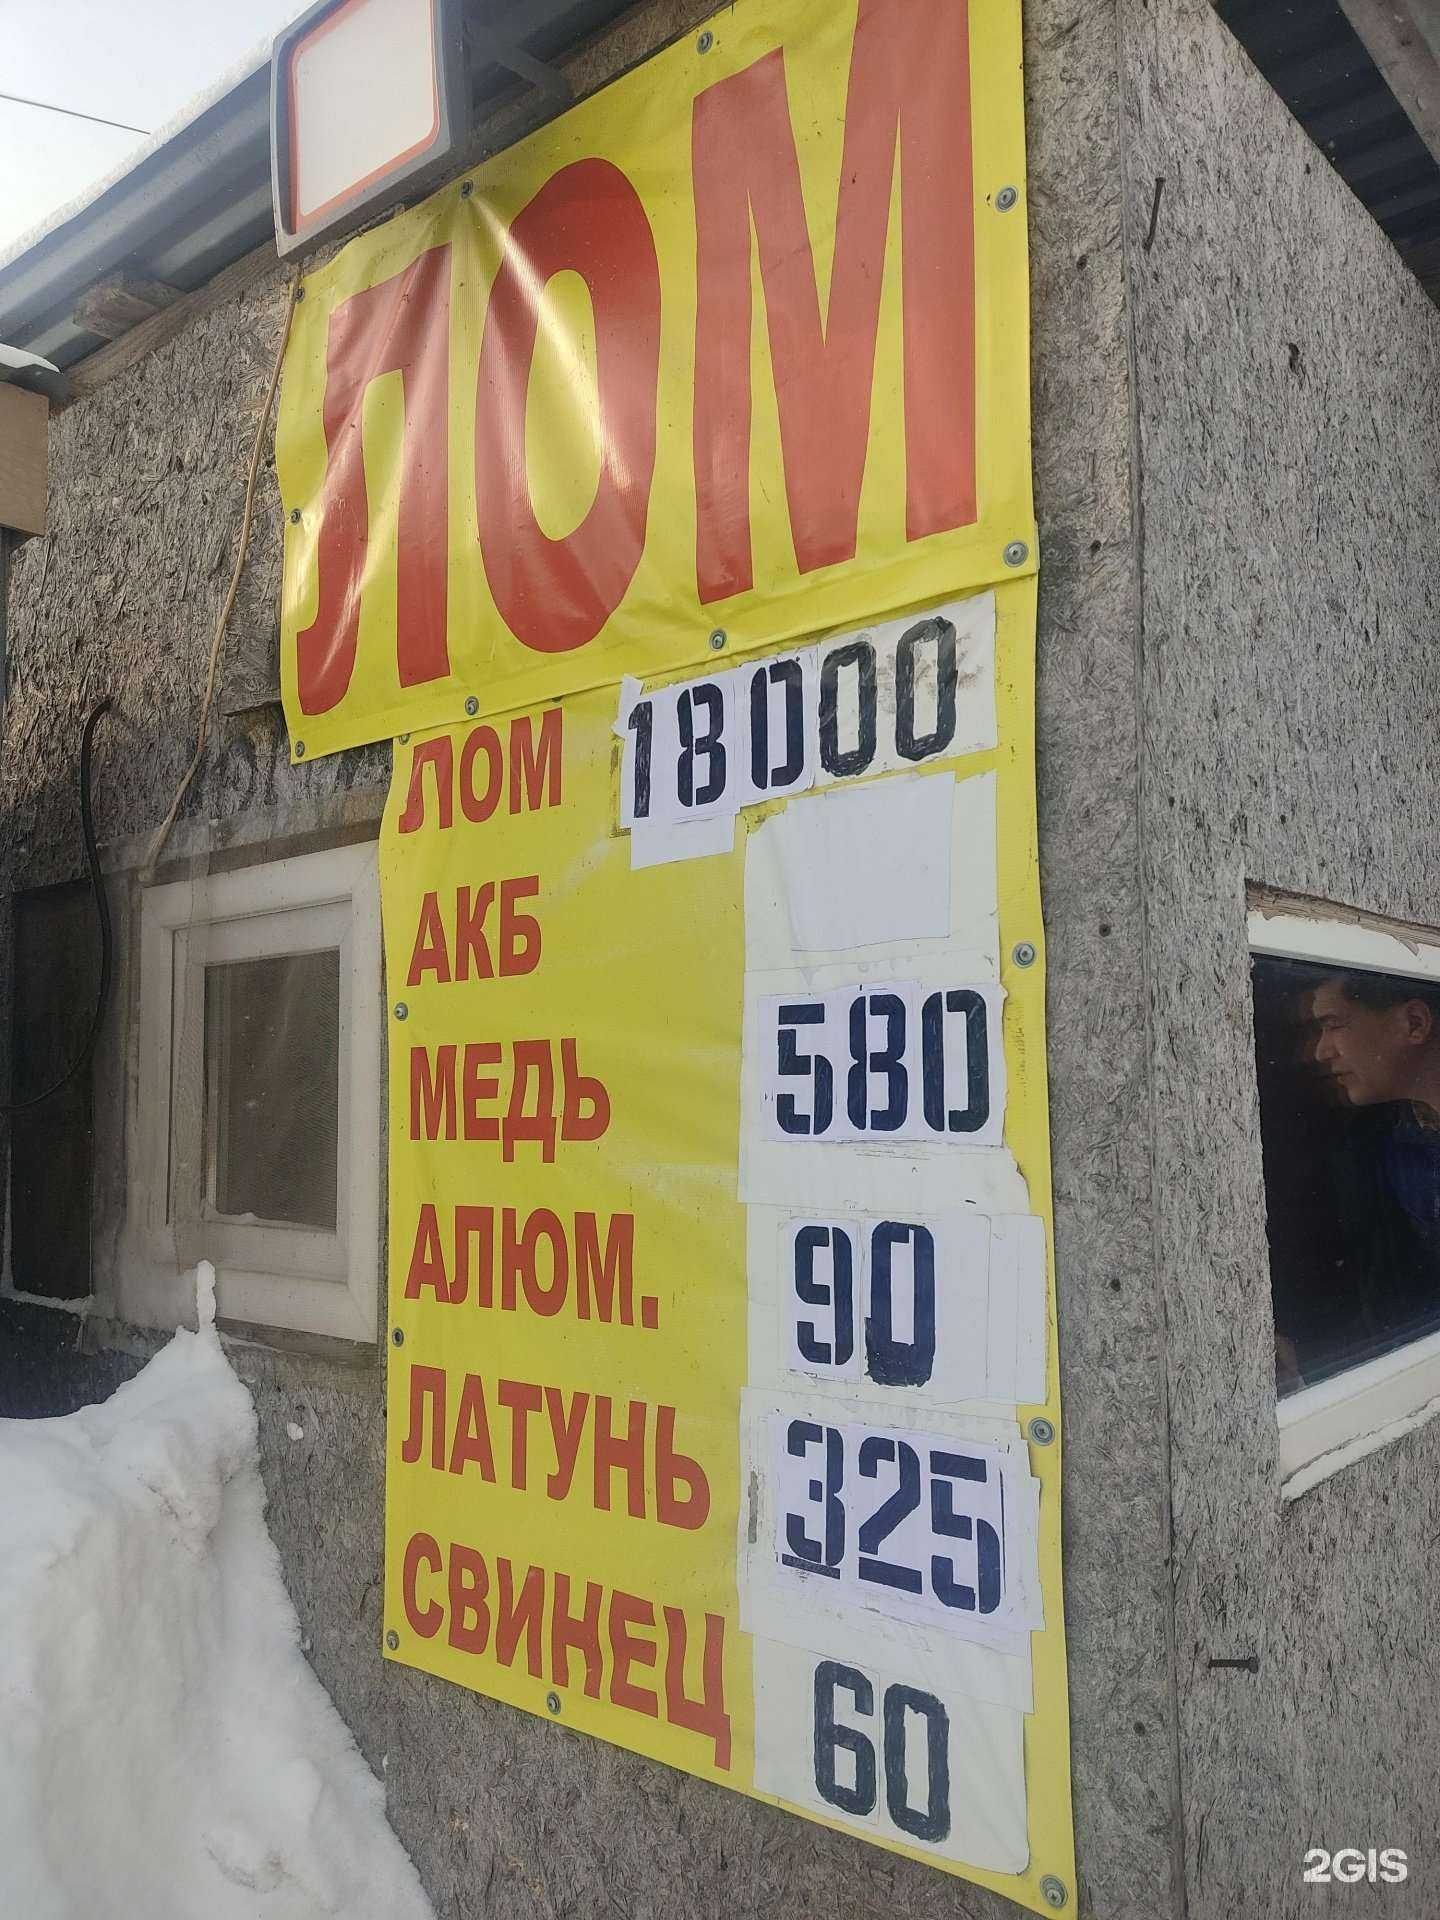 ЛОМ
ЛОМ 18000
АКБ
МЕДЬ 580
АЛЮМ. 90
ЛАТУНЬ 325
СВИНЕЦ 60
2GIS